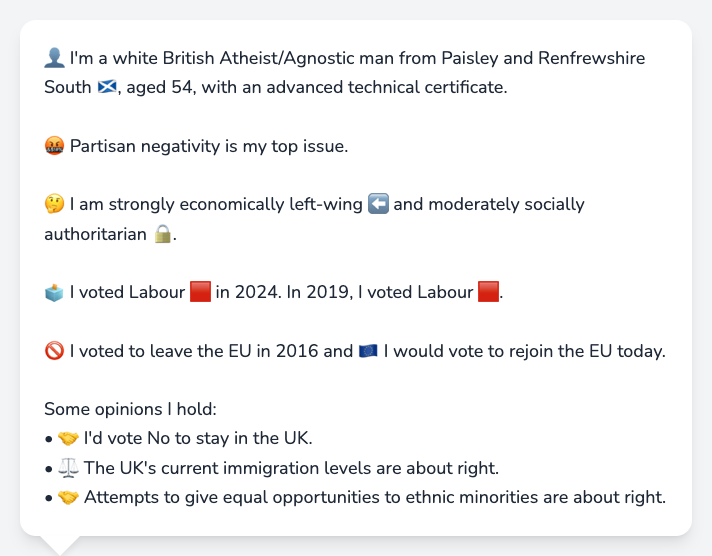 👤 I'm a white British Atheist/Agnostic man from Paisley and Renfrewshire
South 🏴󠁧󠁢󠁳󠁣󠁴󠁿, aged 54, with an advanced technical certificate.
🤬 Partisan negativity is my top issue.
🤔 I am strongly economically left-wing ⬅️ and moderately socially
authoritarian 🔒.
🗳️ I voted Labour 🟥 in 2024. In 2019, I voted Labour 🟥.
🚫 I voted to leave the EU in 2016 and 🇪🇺 I would vote to rejoin the EU today.
Some opinions I hold:
• 🤝 I'd vote No to stay in the UK.
• ⚖️ The UK's current immigration levels are about right.
• 🤝 Attempts to give equal opportunities to ethnic minorities are about right.